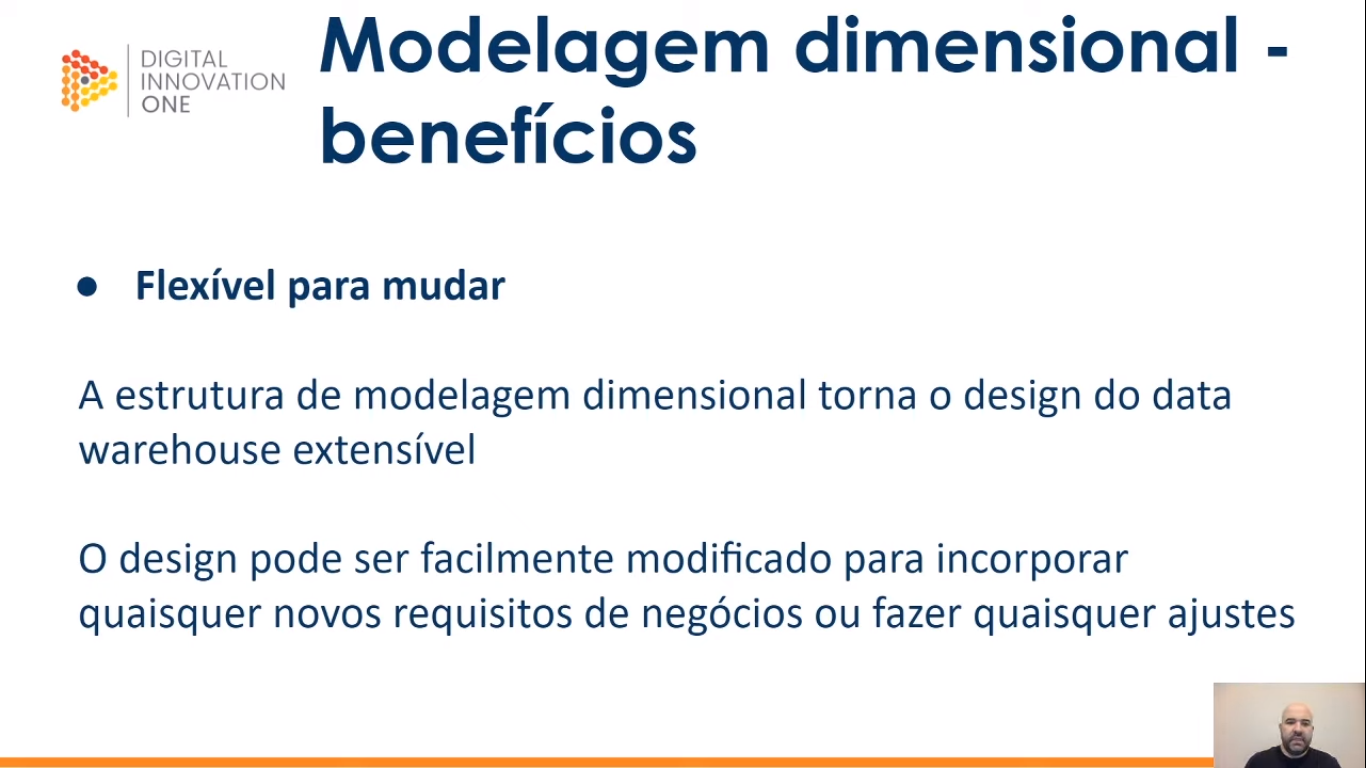 DIGITAL
INNOVATION
ONE
Modelagem dimensional -
benefícios
● Flexível para mudar
A estrutura de modelagem dimensional torna o design do data
warehouse extensível
O design pode ser facilmente modificado para incorporar
quaisquer novos requisitos de negócios ou fazer quaisquer ajustes